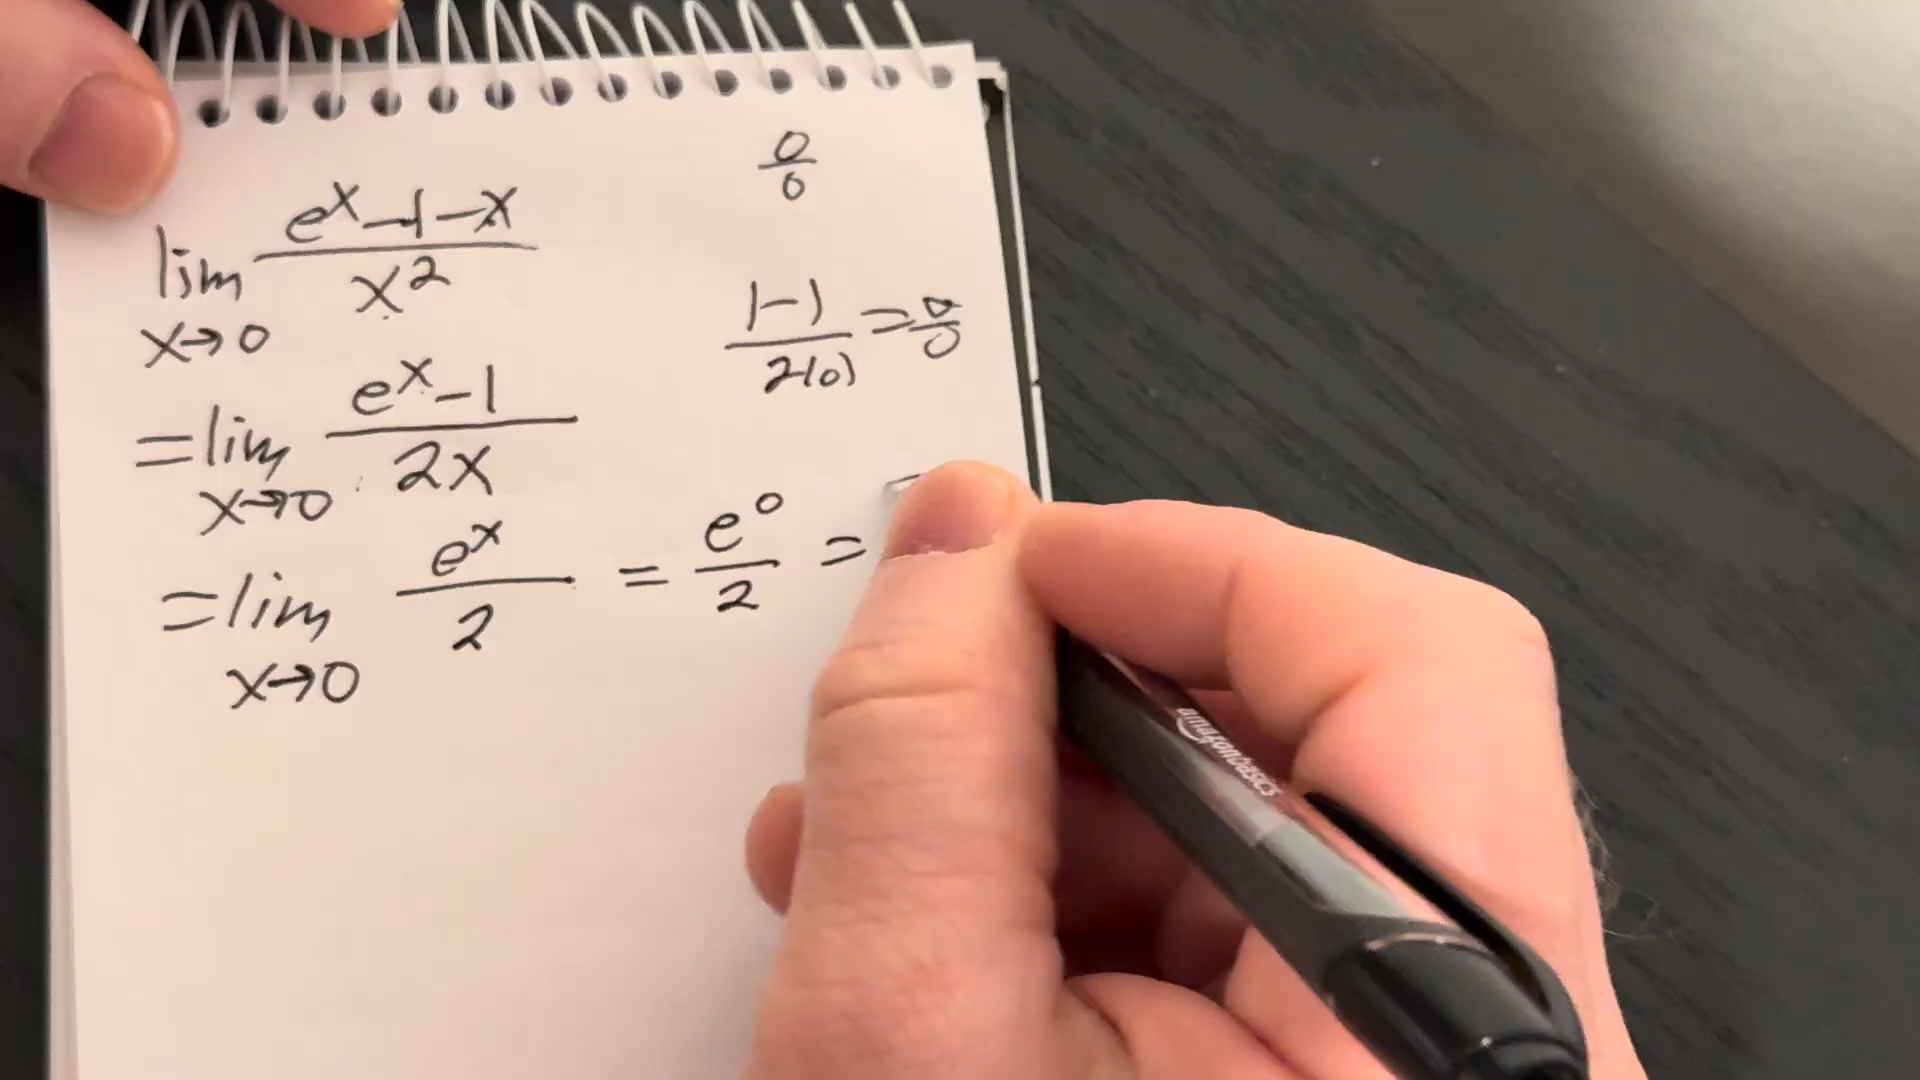 0/0
lim x→0 (e^x - 1 - x)/x^2
(1 - 1)/2(0) = 0/0
= lim x→0 (e^x - 1)/2x
= lim x→0 e^x/2 = e^0/2 =
amazonbasics